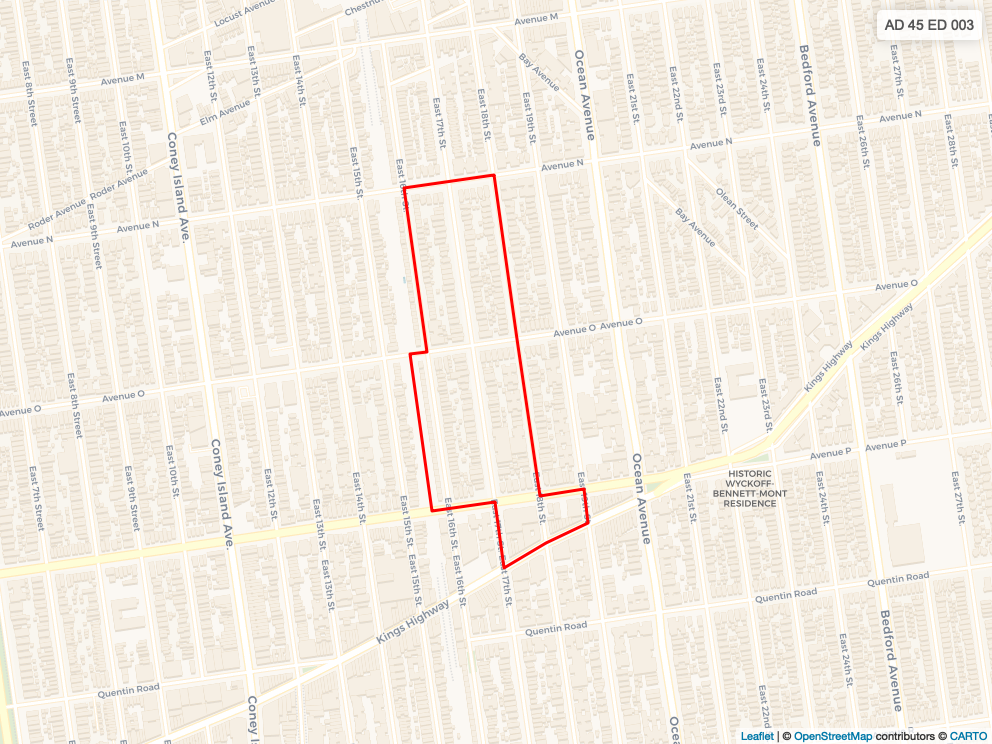 Locust Avenue
Chestnu
Avenue M
AD 45 ED 003
East 8th Street
East 9th Street
Avenue M
East 12th St.
East 13th St.
East 14th St.
Elm Avenue
Bay Avenue
Ocean Avenue
East 21st St.
East 22nd St.
East 23rd St.
East 24th St.
Bedford Avenue
East 27th St.
East 17th St.
East 18th St.
East 19th St.
East 10th St.
Coney Island Ave.
East 15th St.
East 16th St.
Avenue N
Avenue N
Avenue N
East 26th St.
East 28th St.
Roder Avenue
Roder Avenue
East 9th Street
Avenue N
Avenue N
Bay Avenue
Olean Street
Avenue O
Avenue O
Avenue O
Kings Highway
Kings Highway
Avenue O
Avenue O
East 8th Street
East 22nd St.
East 23rd St.
East 26th St.
East 7th Street
East 10th St.
Coney Island Ave.
East 12th St.
East 13th St.
East 14th St.
East 15th St.
East 16th St.
East 17th St.
East 18th St.
Ocean Avenue
East 21st St.
HISTORIC
WYCKOFF-
BENNETT-MONT
RESIDENCE
Avenue P
Avenue P
East 24th St.
East 27th St.
East 13th St.
East 15th St.
East 16th St.
East 17th St.
Kings Highway
Quentin Road
Quentin Road
Quentin Road
Quentin Road
Bedford Avenue
East 24th St.
East 22nd
Coney Isl
Ocea
Leaflet | © OpenStreetMap contributors © CARTO